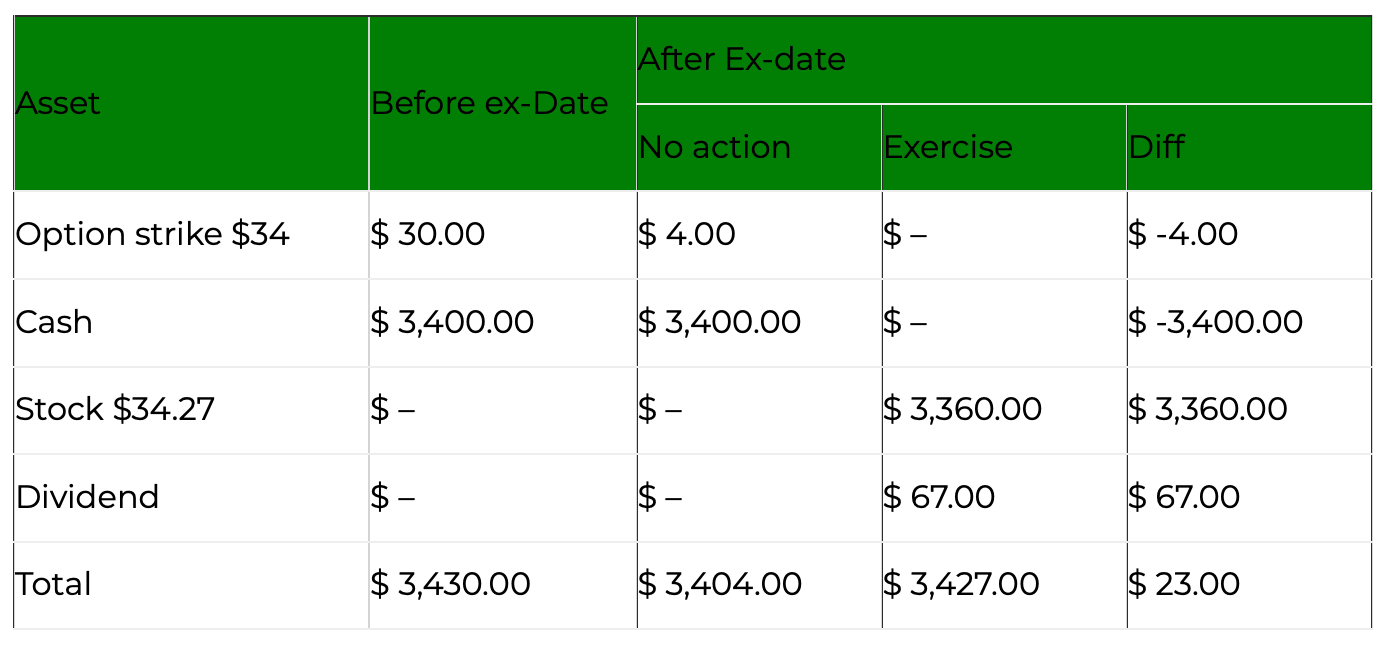 After Ex-date
Asset Before ex-Date
No action Exercise Diff
Option strike $34 $ 30.00 $ 4.00 $ – $ -4.00
Cash $ 3,400.00 $ 3,400.00 $ – $ -3,400.00
Stock $34.27 $ – $ – $ 3,360.00 $ 3,360.00
Dividend $ – $ – $ 67.00 $ 67.00
Total $ 3,430.00 $ 3,404.00 $ 3,427.00 $ 23.00